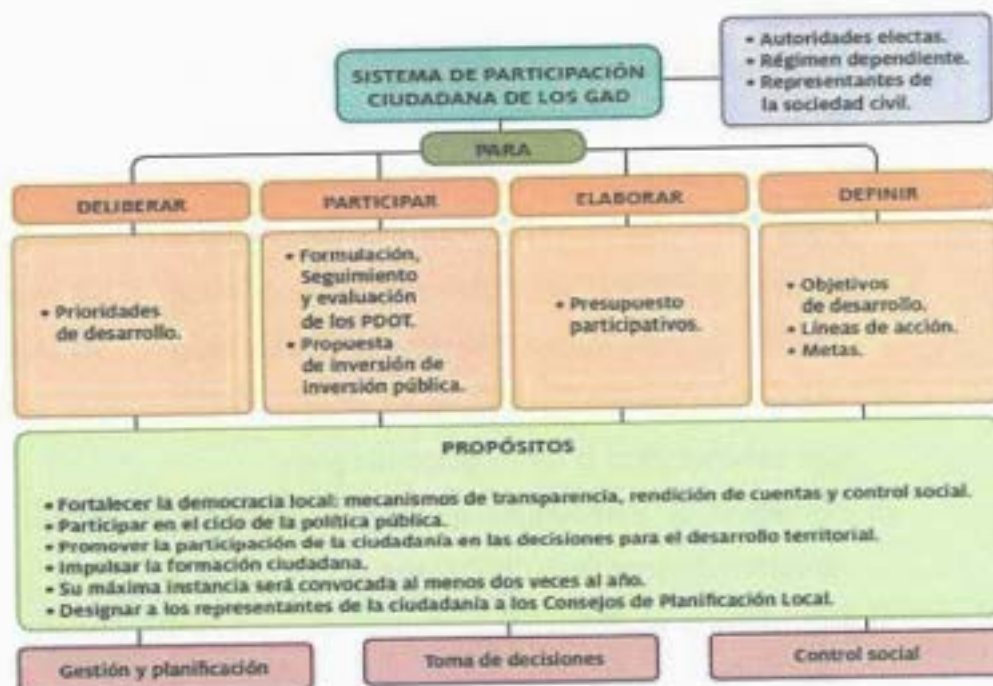 SISTEMA DE PARTICIPACIÓN
CIUDADANA DE LOS GAD
• Autoridades electas.
• Régimen dependiente.
• Representantes de
la sociedad civil.
PARA
DELIBERAR
• Prioridades
de desarrollo.
PARTICIPAR
• Formulación,
Seguimiento
y evaluación
de los PDOT.
• Propuesta
de inversión de
inversión pública.
ELABORAR
• Presupuesto
participativos.
DEFINIR
• Objetivos
de desarrollo.
• Líneas de acción.
• Metas.
PROPÓSITOS
• Fortalecer la democracia local: mecanismos de transparencia, rendición de cuentas y control social.
• Participar en el ciclo de la política pública.
• Promover la participación de la ciudadanía en las decisiones para el desarrollo territorial.
• Impulsar la formación ciudadana.
• Su máxima instancia será convocada al menos dos veces al año.
• Designar a los representantes de la ciudadanía a los Consejos de Planificación Local.
Gestión y planificación
Toma de decisiones
Control social